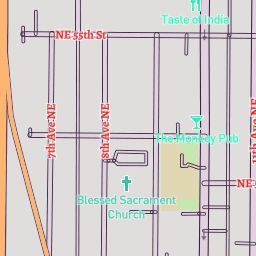 Taste of India
NE 55th St
The Monkey Pub
7th Ave NE
8th Ave NE
11th Ave NE
NE 5
Blessed Sacrament
Church